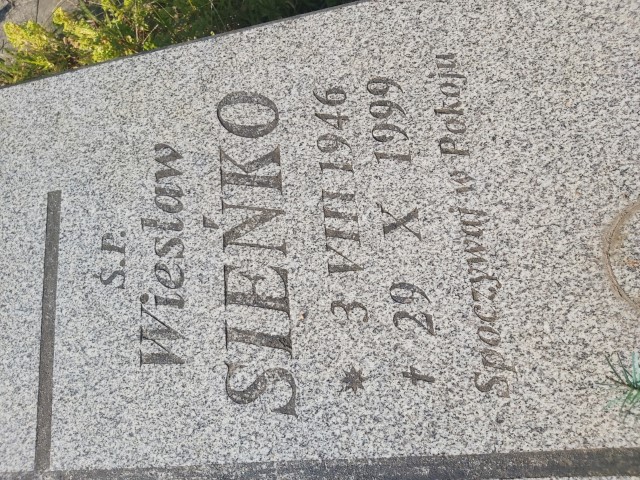 Ś.P.
Wiesław
SIEŃKO
* 3 VIII 1946
+ 29 X 1999
Spoczywaj w Pokoju